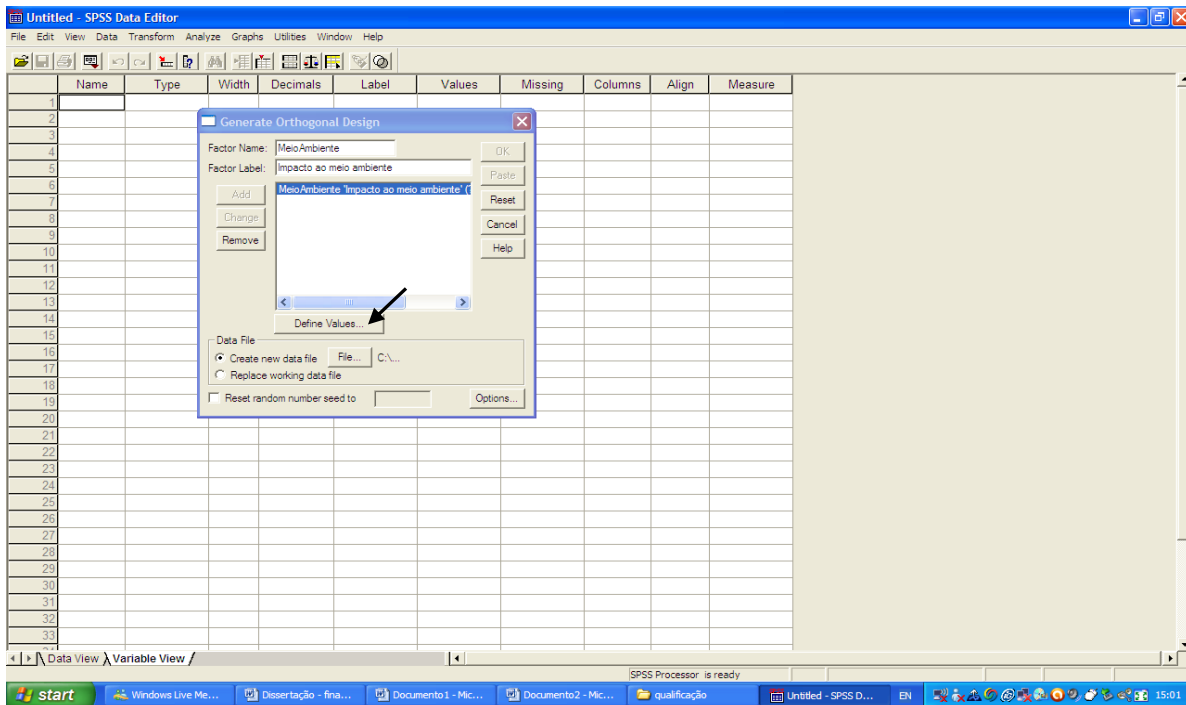 Untitled - SPSS Data Editor
File Edit View Data Transform Analyze Graphs Utilities Window Help
Name Type Width Decimals Label Values Missing Columns Align Measure
1
2
3
4
5
6
7
8
9
10
11
12
13
14
15
16
17
18
19
20
21
22
23
24
25
26
27
28
29
30
31
32
33
Generate Orthogonal Design
Factor Name: MeioAmbiente
OK
Factor Label: Impacto ao meio ambiente
Paste
Add
MeioAmbiente 'Impacto ao meio ambiente' (
Reset
Change
Cancel
Remove
Help
Define Values...
Data File
Create new data file File... C:\...
Replace working data file
Reset random number seed to
Options...
Data View Variable View
SPSS Processor is ready
start Windows Live Me... Dissertação - fina... Documento1 - Mic... Documento2 - Mic... qualificação Untitled - SPSS D... EN 15:01